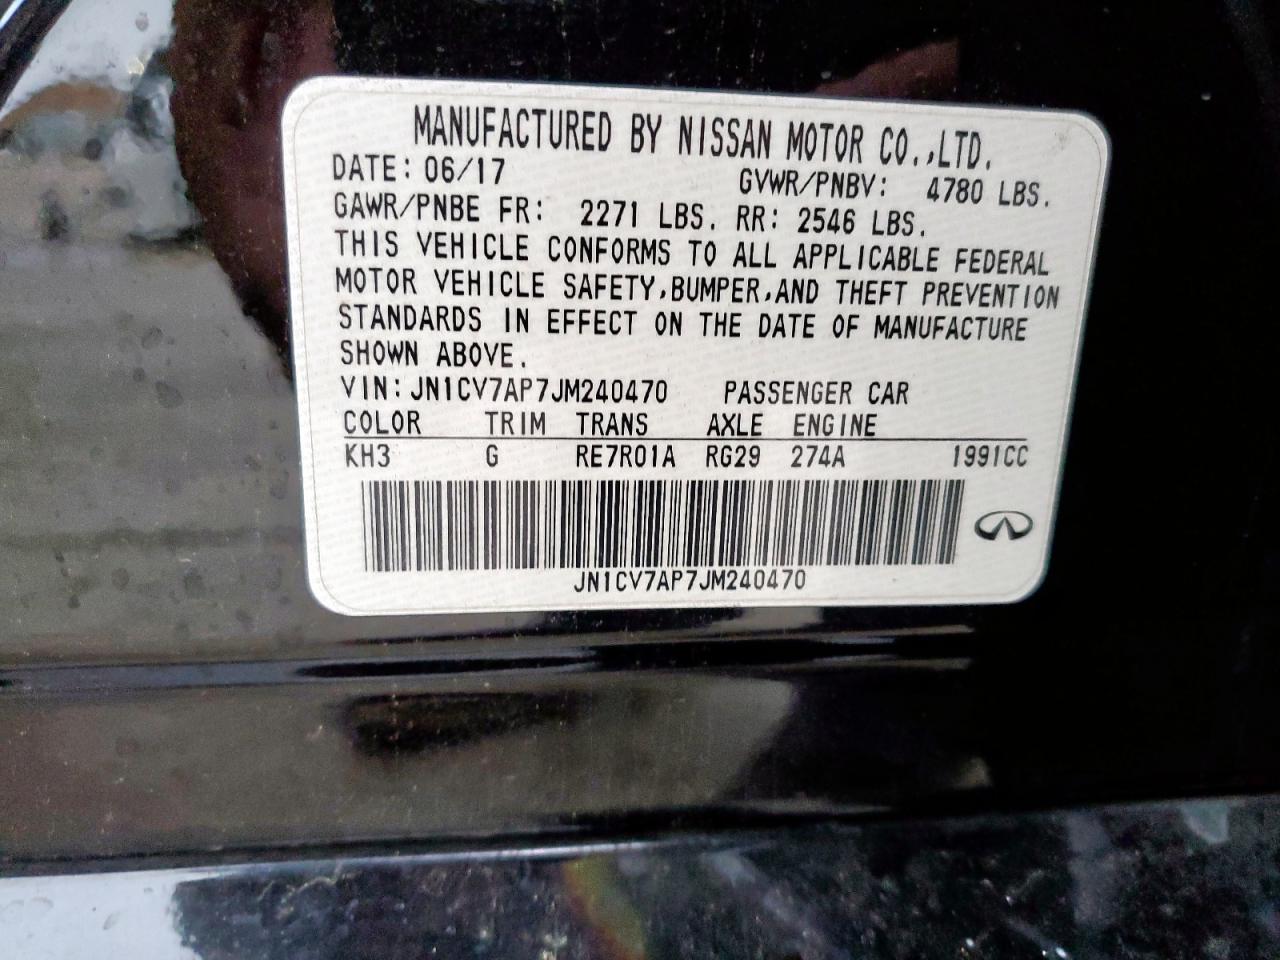 MANUFACTURED BY NISSAN MOTOR CO.,LTD.
DATE: 06/17 GVWR/PNBV: 4780 LBS.
GAWR/PNBE FR: 2271 LBS. RR: 2546 LBS.
THIS VEHICLE CONFORMS TO ALL APPLICABLE FEDERAL
MOTOR VEHICLE SAFETY,BUMPER,AND THEFT PREVENTION
STANDARDS IN EFFECT ON THE DATE OF MANUFACTURE
SHOWN ABOVE.
VIN: JN1CV7AP7JM240470 PASSENGER CAR
COLOR TRIM TRANS AXLE ENGINE
KH3 G RE7R01A RG29 274A 1991CC
JN1CV7AP7JM240470